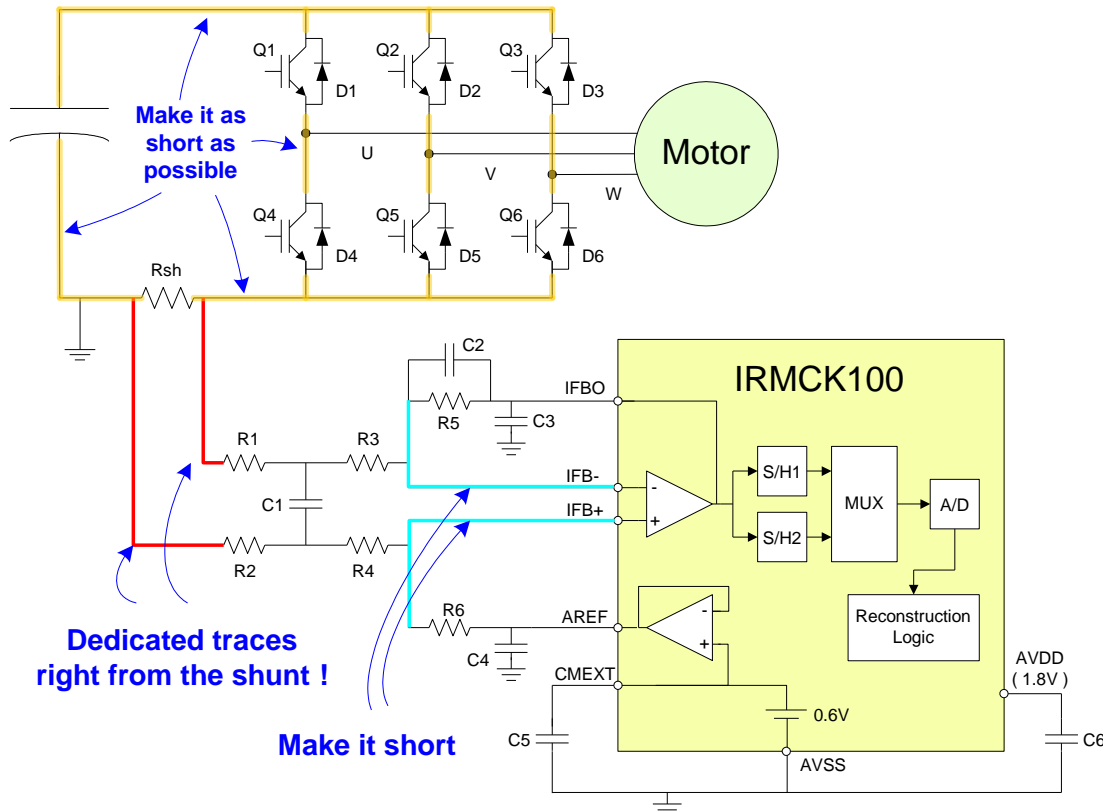 Q1
Q2
Q3
D1
D2
D3
Make it as
short as
possible
U
V
W
Motor
Q4
Q5
Q6
D4
D5
D6
Rsh
C2
R5
IFBO
C3
IRMCK100
R1
R3
C1
IFB-
IFB+
-
+
S/H1
S/H2
MUX
A/D
R2
R4
R6
AREF
C4
-
+
Reconstruction
Logic
Dedicated traces
right from the shunt !
CMEXT
0.6V
AVDD
( 1.8V )
Make it short
C5
AVSS
C6